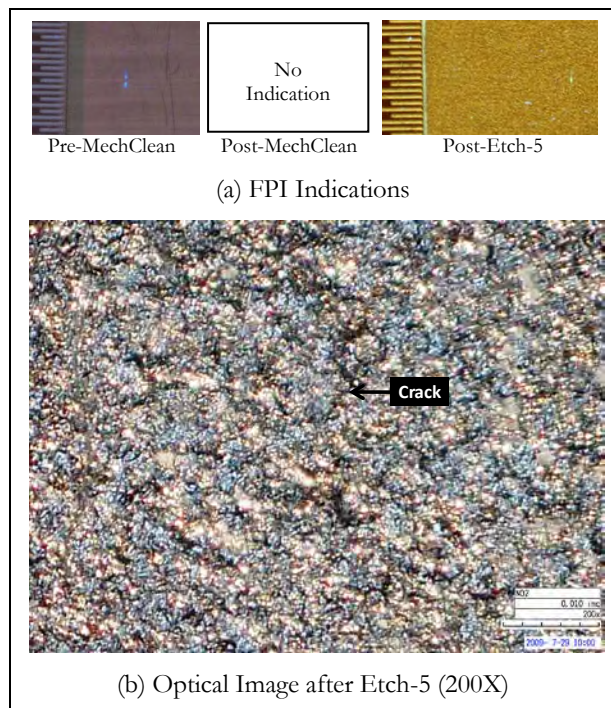 No
Indication
Pre-MechClean
Post-MechClean
Post-Etch-5
(a) FPI Indications
Crack
0.010 inc
200x
2009- 7-29 10:00
(b) Optical Image after Etch-5 (200X)